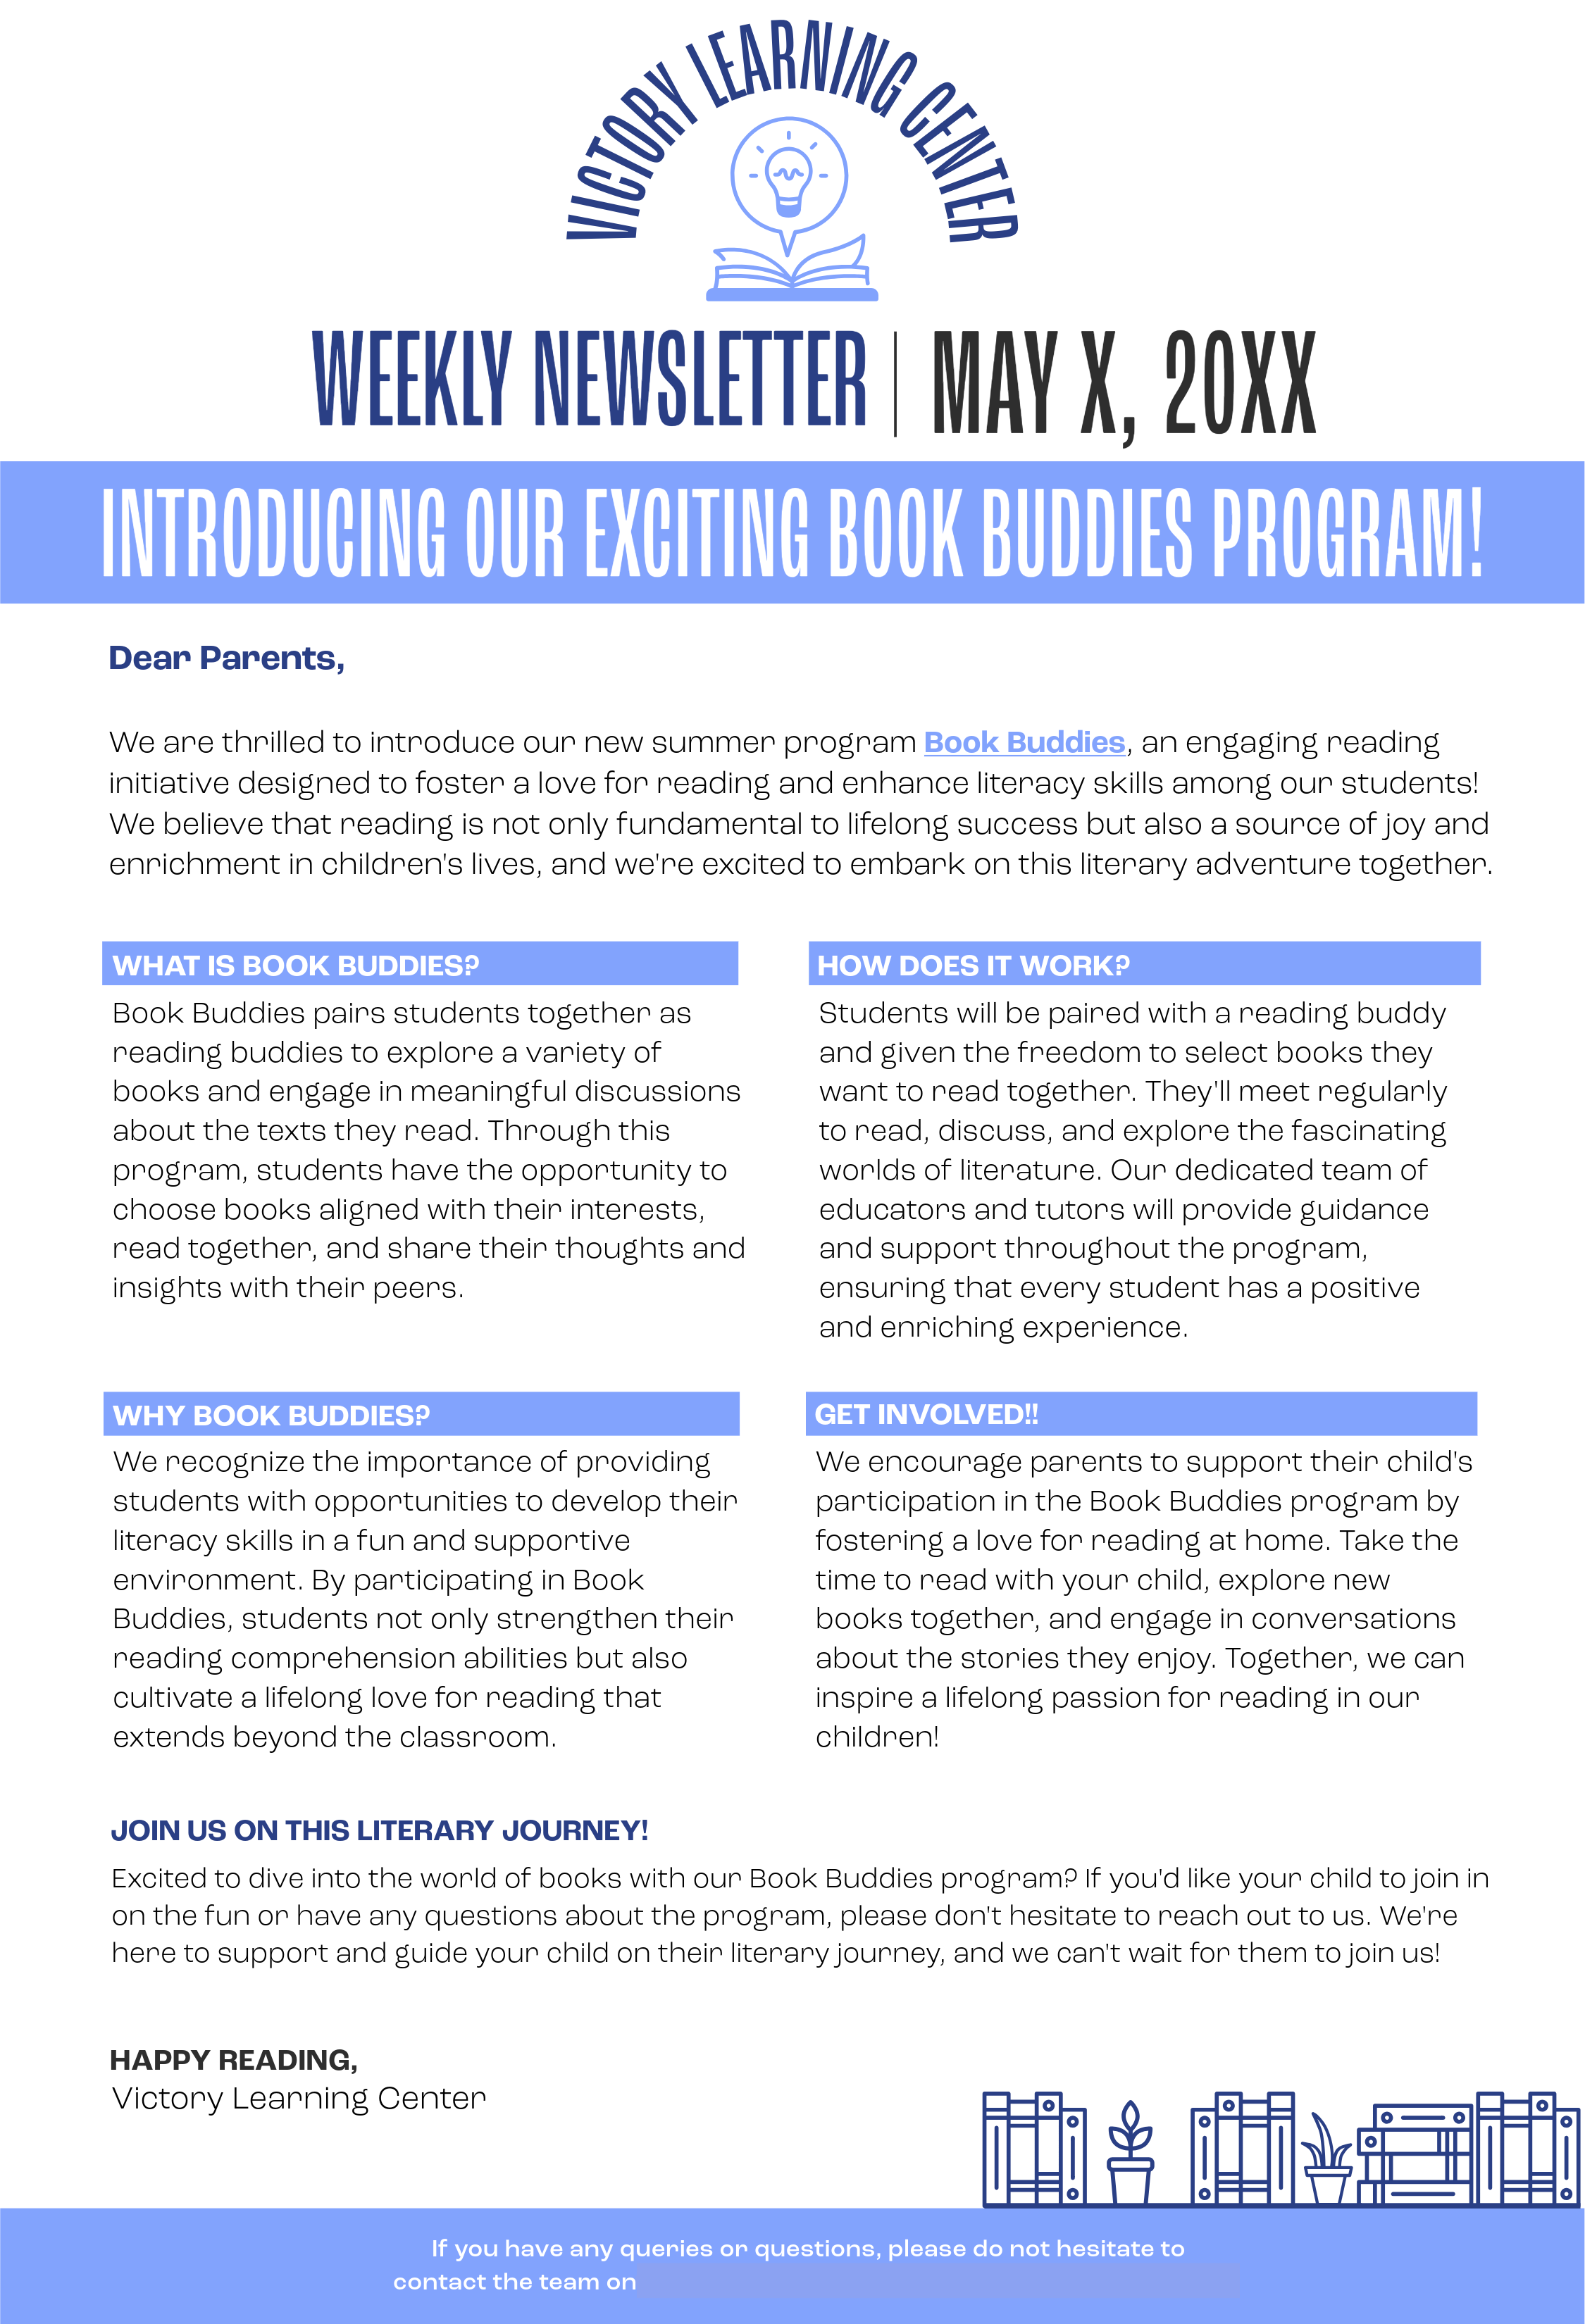 VICTORY LEARNING CENTER
WEEKLY NEWSLETTER | MAY X, 20XX
INTRODUCING OUR EXCITING BOOK BUDDIES PROGRAM!
Dear Parents,
We are thrilled to introduce our new summer program Book Buddies, an engaging reading
initiative designed to foster a love for reading and enhance literacy skills among our students!
We believe that reading is not only fundamental to lifelong success but also a source of joy and
enrichment in children's lives, and we're excited to embark on this literary adventure together.
WHAT IS BOOK BUDDIES?
Book Buddies pairs students together as
reading buddies to explore a variety of
books and engage in meaningful discussions
about the texts they read. Through this
program, students have the opportunity to
choose books aligned with their interests,
read together, and share their thoughts and
insights with their peers.
HOW DOES IT WORK?
Students will be paired with a reading buddy
and given the freedom to select books they
want to read together. They'll meet regularly
to read, discuss, and explore the fascinating
worlds of literature. Our dedicated team of
educators and tutors will provide guidance
and support throughout the program,
ensuring that every student has a positive
and enriching experience.
WHY BOOK BUDDIES?
We recognize the importance of providing
students with opportunities to develop their
literacy skills in a fun and supportive
environment. By participating in Book
Buddies, students not only strengthen their
reading comprehension abilities but also
cultivate a lifelong love for reading that
extends beyond the classroom.
GET INVOLVED!!
We encourage parents to support their child's
participation in the Book Buddies program by
fostering a love for reading at home. Take the
time to read with your child, explore new
books together, and engage in conversations
about the stories they enjoy. Together, we can
inspire a lifelong passion for reading in our
children!
JOIN US ON THIS LITERARY JOURNEY!
Excited to dive into the world of books with our Book Buddies program? If you'd like your child to join in
on the fun or have any questions about the program, please don't hesitate to reach out to us. We're
here to support and guide your child on their literary journey, and we can't wait for them to join us!
HAPPY READING,
Victory Learning Center
If you have any queries or questions, please do not hesitate to
contact the team on